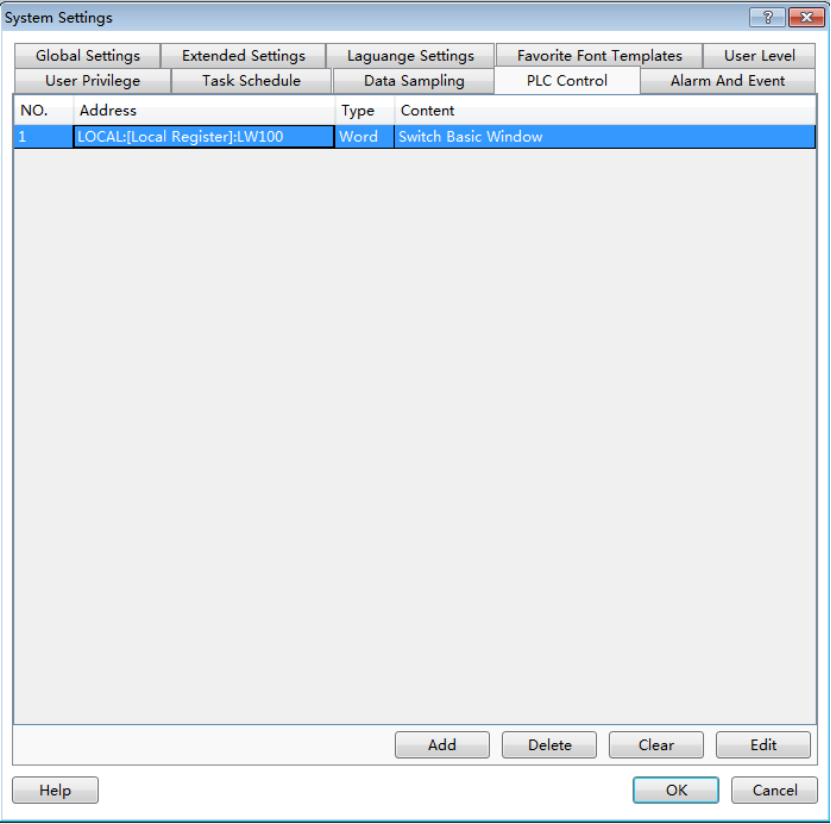 System Settings
Global Settings Extended Settings Laguange Settings Favorite Font Templates User Level
User Privilege Task Schedule Data Sampling PLC Control Alarm And Event
NO. Address Type Content
1 LOCAL:[Local Register]:LW100 Word Switch Basic Window
Add Delete Clear Edit
Help OK Cancel